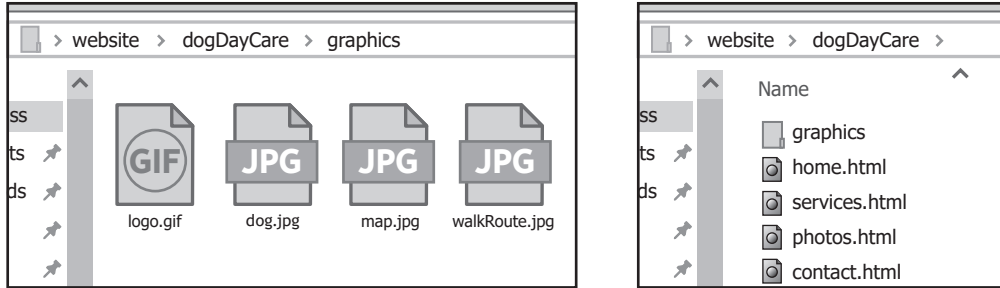 > website > dogDayCare > graphics
ss
ts
ds
GIF
JPG
JPG
JPG
logo.gif
dog.jpg
map.jpg
walkRoute.jpg
> website > dogDayCare >
Name
ss
ts
ds
graphics
home.html
services.html
photos.html
contact.html